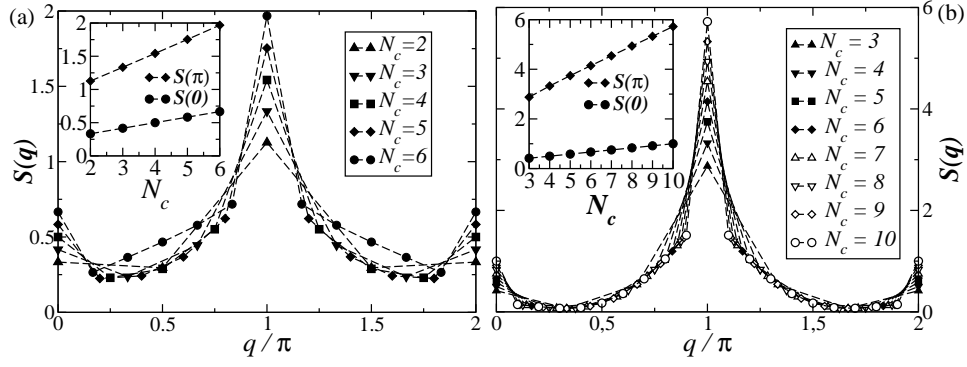 (a)
2
1.5
1
0.5
0
S(q)
0
0.5
1
1.5
2
q/π
2
1.5
1
0.5
0
2
3
4
5
6
N_c
S(π)
S(0)
N_c=2
N_c=3
N_c=4
N_c=5
N_c=6
(b)
6
4
2
0
S(q)
0
0,5
1
1,5
2
q/π
6
4
2
0
3
4
5
6
7
8
9
10
N_c
S(π)
S(0)
N_c = 3
N_c = 4
N_c = 5
N_c = 6
N_c = 7
N_c = 8
N_c = 9
N_c = 10